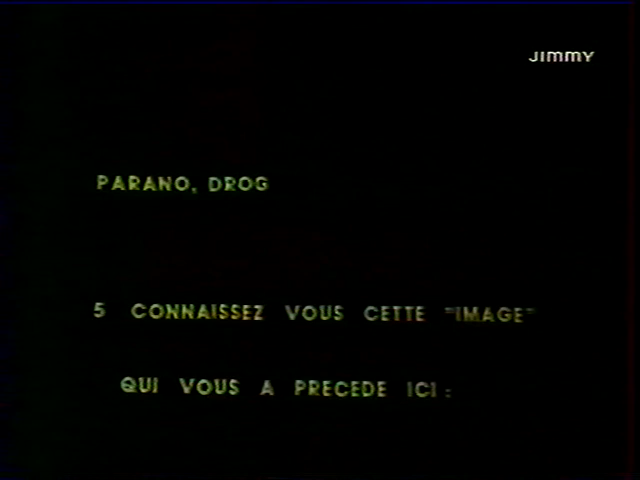 JIMMY
PARANO, DROG
5 CONNAISSEZ VOUS CETTE "IMAGE"
QUI VOUS A PRECEDE ICI :